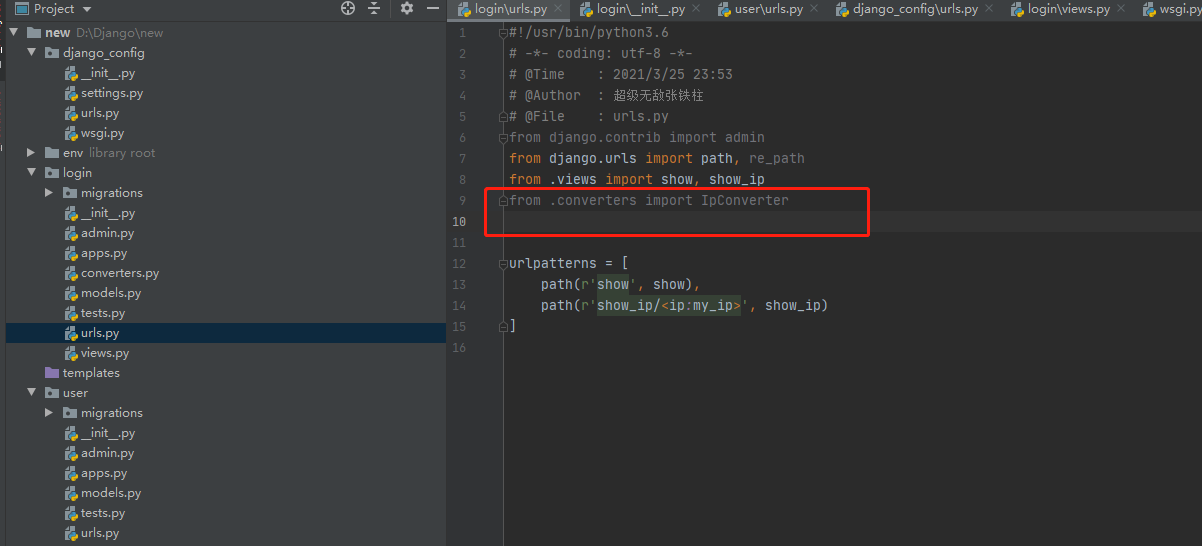 Project
new D:\Django\new
django_config
__init__.py
settings.py
urls.py
wsgi.py
env library root
login
migrations
__init__.py
admin.py
apps.py
converters.py
models.py
tests.py
urls.py
views.py
templates
user
migrations
__init__.py
admin.py
apps.py
models.py
tests.py
urls.py
login\urls.py
login\__init__.py
user\urls.py
django_config\urls.py
login\views.py
wsgi.py
1 #!/usr/bin/python3.6
2 # -*- coding: utf-8 -*-
3 # @Time    : 2021/3/25 23:53
4 # @Author  : 超级无敌张铁柱
5 # @File    : urls.py
6 from django.contrib import admin
7 from django.urls import path, re_path
8 from .views import show, show_ip
9 from .converters import IpConverter
10
11
12 urlpatterns = [
13     path(r'show', show),
14     path(r'show_ip/<ip:my_ip>', show_ip)
15 ]
16